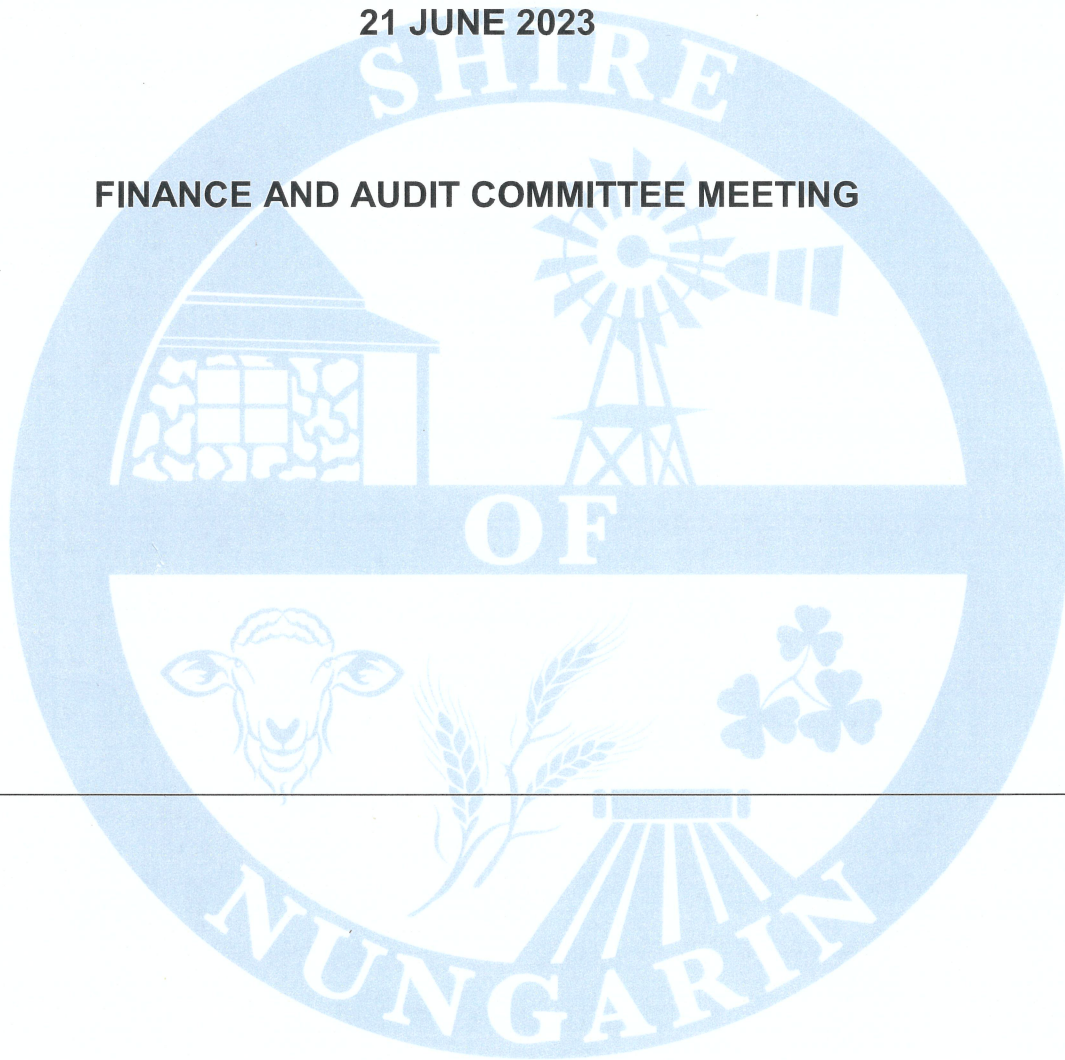 21 JUNE 2023
SHIRE
FINANCE AND AUDIT COMMITTEE MEETING
OF
NUNGARIN